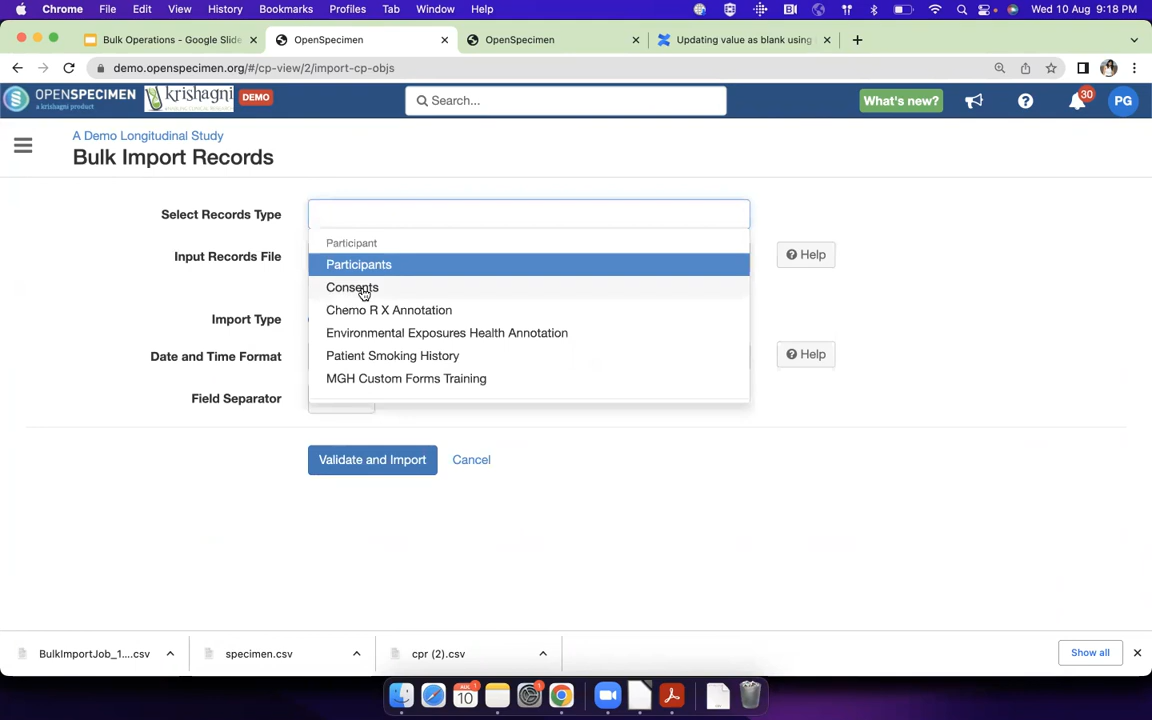 Chrome File Edit View History Bookmarks Profiles Tab Window Help Wed 10 Aug 9:18 PM
Bulk Operations - Google Slide OpenSpecimen OpenSpecimen Updating value as blank using
demo.openspecimen.org/#/cp-view/2/import-cp-objs
OPENSPECIMEN
a krishagni product
krishagni
DEMO
Search...
What's new?
30
PG
A Demo Longitudinal Study
Bulk Import Records
Select Records Type
Participant
Input Records File
Participants
Help
Consents
Chemo R X Annotation
Import Type
Environmental Exposures Health Annotation
Date and Time Format
Patient Smoking History
Help
MGH Custom Forms Training
Field Separator
Validate and Import Cancel
BulkImportJob_1....csv specimen.csv cpr (2).csv Show all
AUG
10
1
1